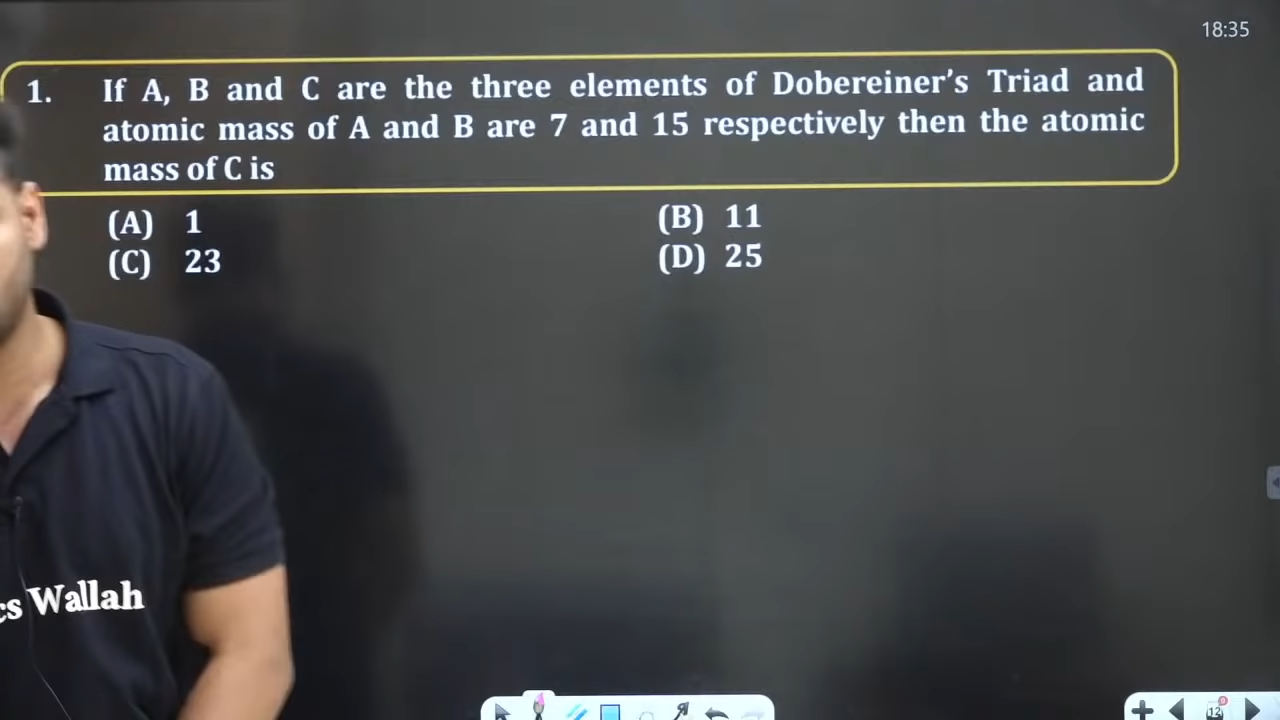 18:35
1. If A, B and C are the three elements of Dobereiner's Triad and
atomic mass of A and B are 7 and 15 respectively then the atomic
mass of C is
(A) 1
(B) 11
(C) 23
(D) 25
Wallah
12